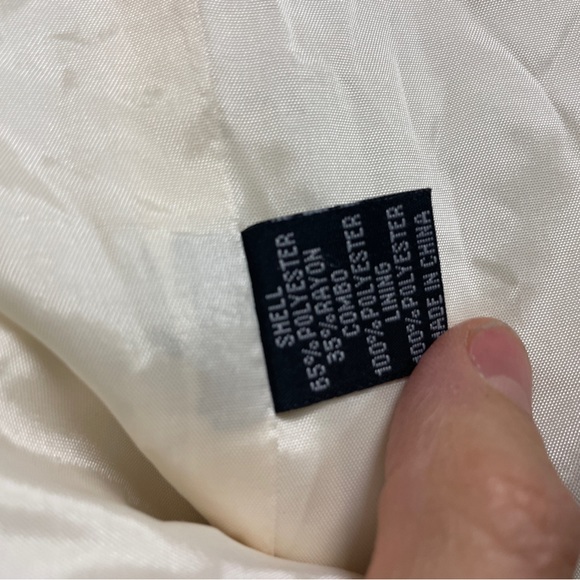 SHELL
65%POLYESTER
35%RAYON
COMBO
100%POLYESTER
LINING
100%POLYESTER
MADE IN CHINA